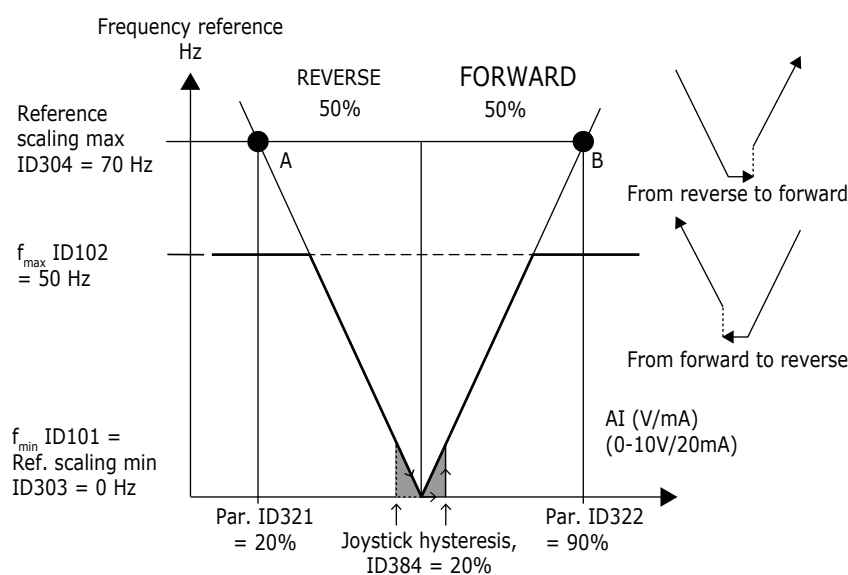 Frequency reference
Hz
REVERSE
50%
FORWARD
50%
Reference
scaling max
ID304 = 70 Hz
A
B
From reverse to forward
fmax ID102
= 50 Hz
From forward to reverse
AI (V/mA)
(0-10V/20mA)
fmin ID101 =
Ref. scaling min
ID303 = 0 Hz
Par. ID321
= 20%
Joystick hysteresis,
ID384 = 20%
Par. ID322
= 90%